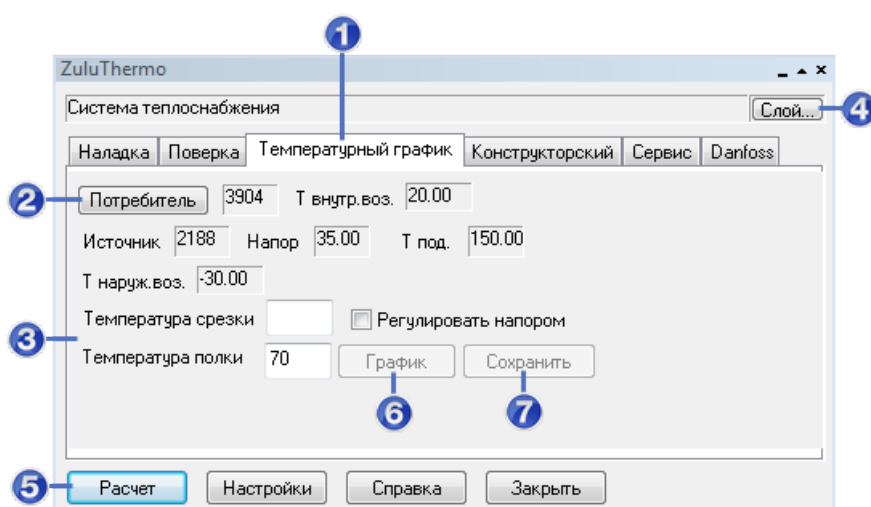 1
ZuluThermo
Система теплоснабжения Слой... 4
Наладка Поверка Температурный график Конструкторский Сервис Danfoss
2 Потребитель 3904 Т внутр.воз. 20.00
Источник 2188 Напор 35.00 Т под. 150.00
Т наруж.воз. -30.00
3 Температура срезки Регулировать напором
Температура полки 70 График Сохранить
6 7
5 Расчет Настройки Справка Закрыть